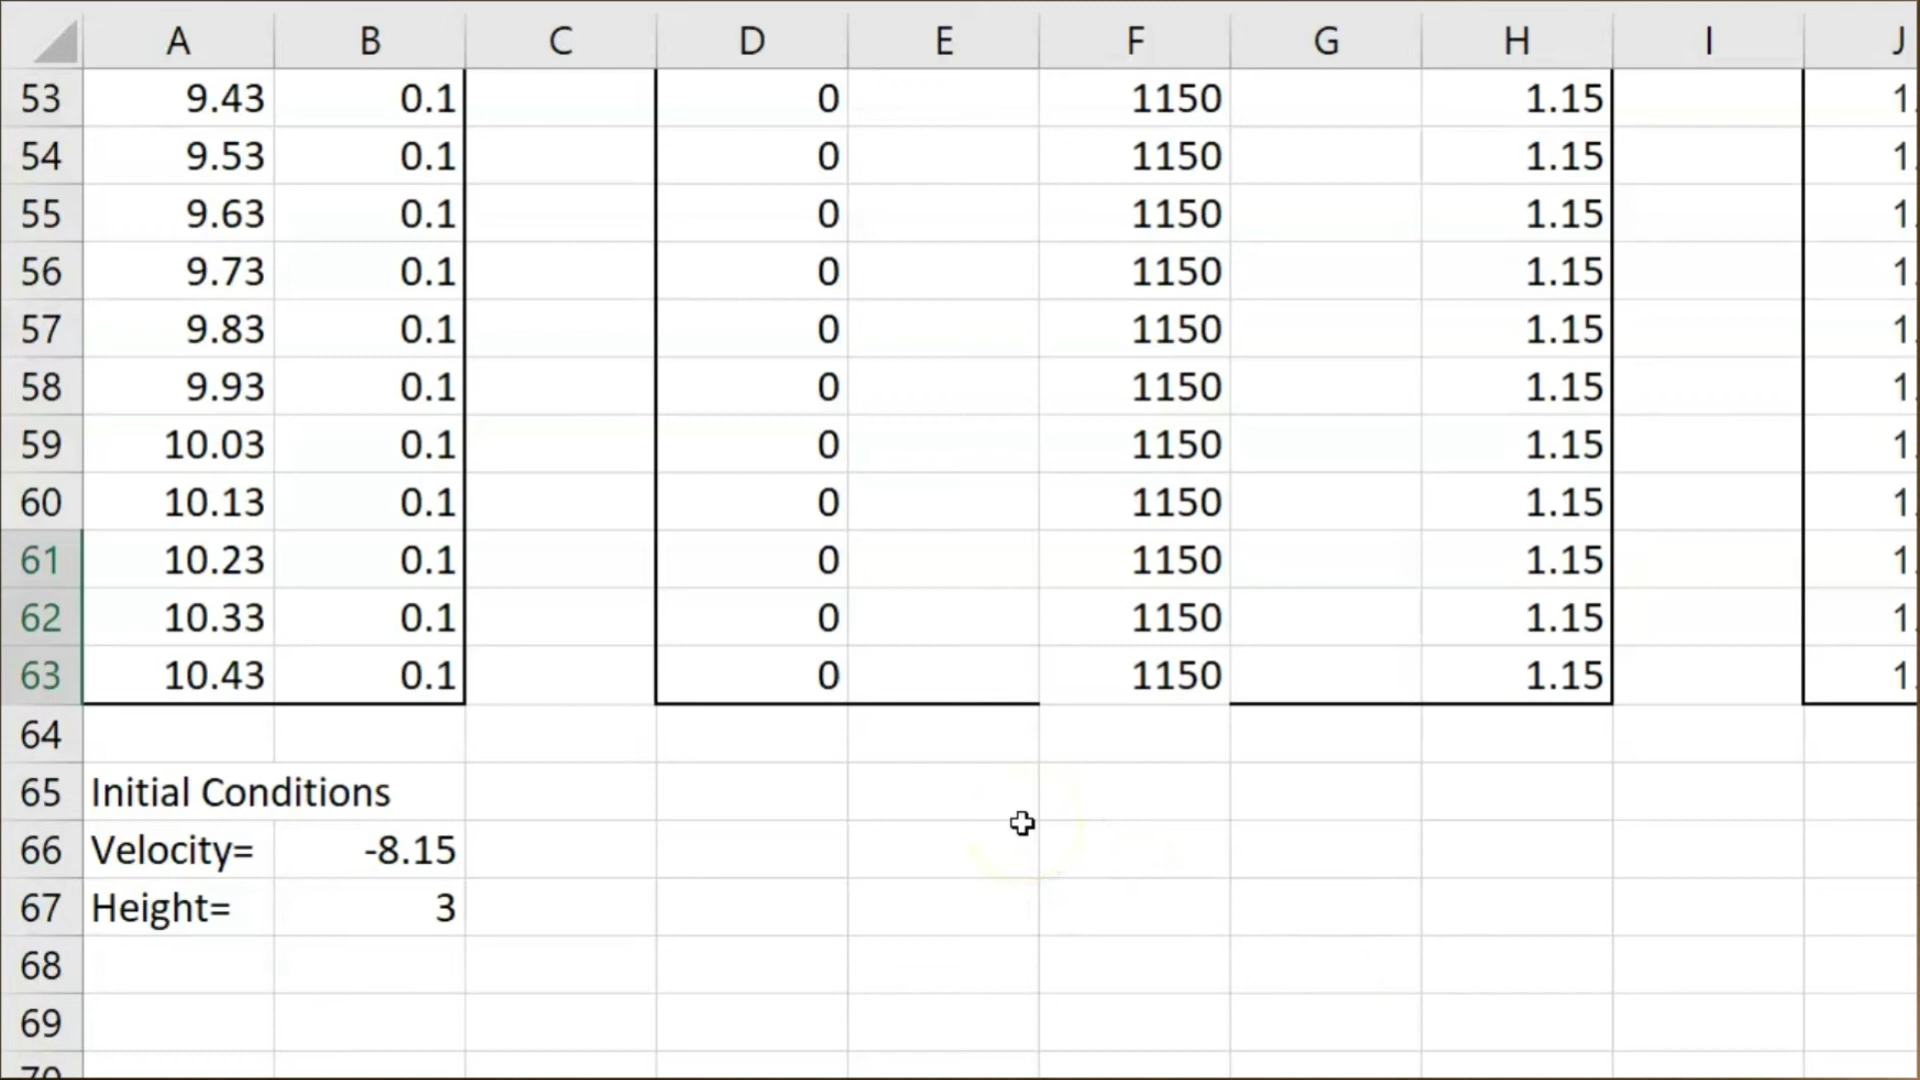 A B C D E F G H I J
53 9.43 0.1 0 1150 1.15 1.
54 9.53 0.1 0 1150 1.15 1.
55 9.63 0.1 0 1150 1.15 1.
56 9.73 0.1 0 1150 1.15 1.
57 9.83 0.1 0 1150 1.15 1.
58 9.93 0.1 0 1150 1.15 1.
59 10.03 0.1 0 1150 1.15 1.
60 10.13 0.1 0 1150 1.15 1.
61 10.23 0.1 0 1150 1.15 1.
62 10.33 0.1 0 1150 1.15 1.
63 10.43 0.1 0 1150 1.15 1.
64
65 Initial Conditions
66 Velocity= -8.15
67 Height= 3
68
69
70